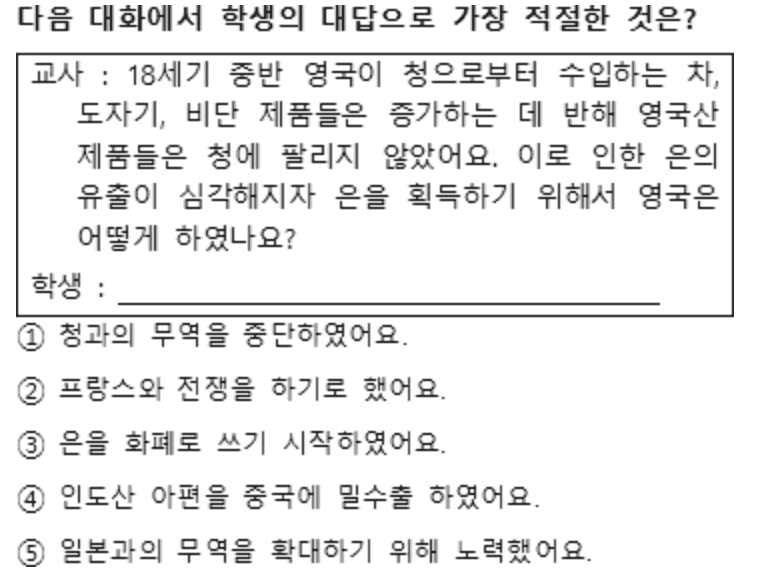 다음 대화에서 학생의 대답으로 가장 적절한 것은?
교사 : 18세기 중반 영국이 청으로부터 수입하는 차,
도자기, 비단 제품들은 증가하는 데 반해 영국산
제품들은 청에 팔리지 않았어요. 이로 인한 은의
유출이 심각해지자 은을 획득하기 위해서 영국은
어떻게 하였나요?
학생 :
① 청과의 무역을 중단하였어요.
② 프랑스와 전쟁을 하기로 했어요.
③ 은을 화폐로 쓰기 시작하였어요.
④ 인도산 아편을 중국에 밀수출 하였어요.
⑤ 일본과의 무역을 확대하기 위해 노력했어요.